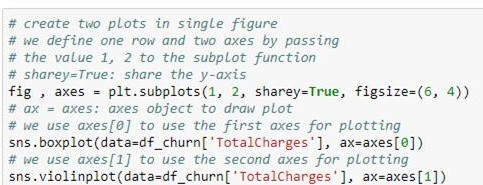 # create two plots in single figure
# we define one row and two axes by passing
# the value 1, 2 to the subplot function
# sharey=True: share the y-axis
fig , axes = plt.subplots(1, 2, sharey=True, figsize=(6, 4))
# ax = axes: axes object to draw plot
# we use axes[0] to use the first axes for plotting
sns.boxplot(data=df_churn['TotalCharges'], ax=axes[0])
# we use axes[1] to use the second axes for plotting
sns.violinplot(data=df_churn['TotalCharges'], ax=axes[1])